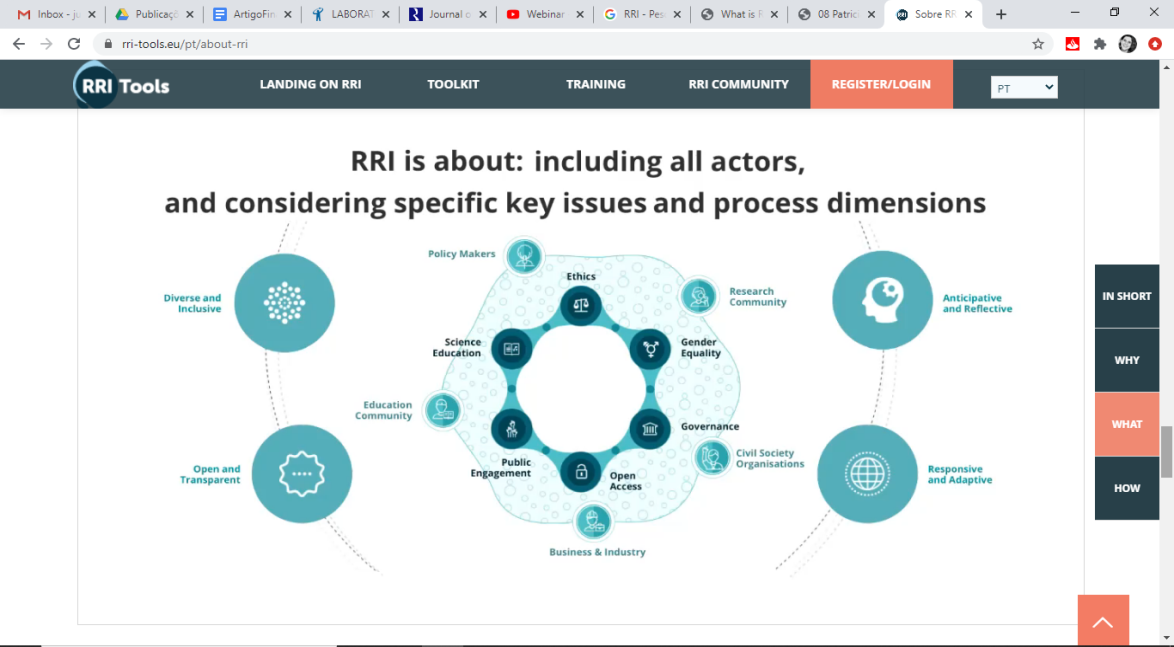 Inbox - ju
Publicaçõ
ArtigoFin
LABORAT
Journal o
Webinar
RRI - Pes
What is R
08 Patric
Sobre RR
rri-tools.eu/pt/about-rri
RRI Tools
LANDING ON RRI
TOOLKIT
TRAINING
RRI COMMUNITY
REGISTER/LOGIN
PT
RRI is about: including all actors,
and considering specific key issues and process dimensions
Policy Makers
Ethics
Research
Community
Diverse and
Inclusive
Anticipative
and Reflective
Science
Education
Gender
Equality
Education
Community
Governance
Civil Society
Organisations
Public
Engagement
Open
Access
Open and
Transparent
Responsive
and Adaptive
Business & Industry
IN SHORT
WHY
WHAT
HOW